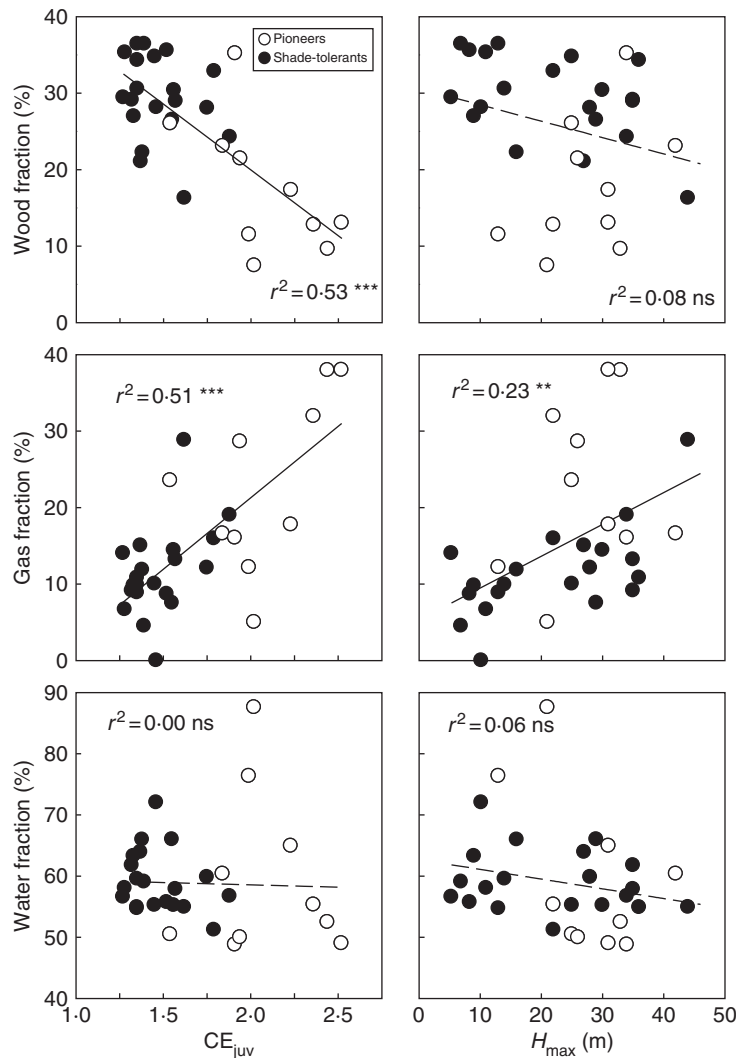 40
30
20
10
0
Wood fraction (%)
Pioneers
Shade-tolerants
r² = 0·53 ***
r² = 0·08 ns
40
30
20
10
0
Gas fraction (%)
r² = 0·51 ***
r² = 0·23 **
90
80
70
60
50
40
Water fraction (%)
r² = 0·00 ns
r² = 0·06 ns
1·0 1·5 2·0 2·5
0 10 20 30 40 50
CEjuv
Hmax (m)